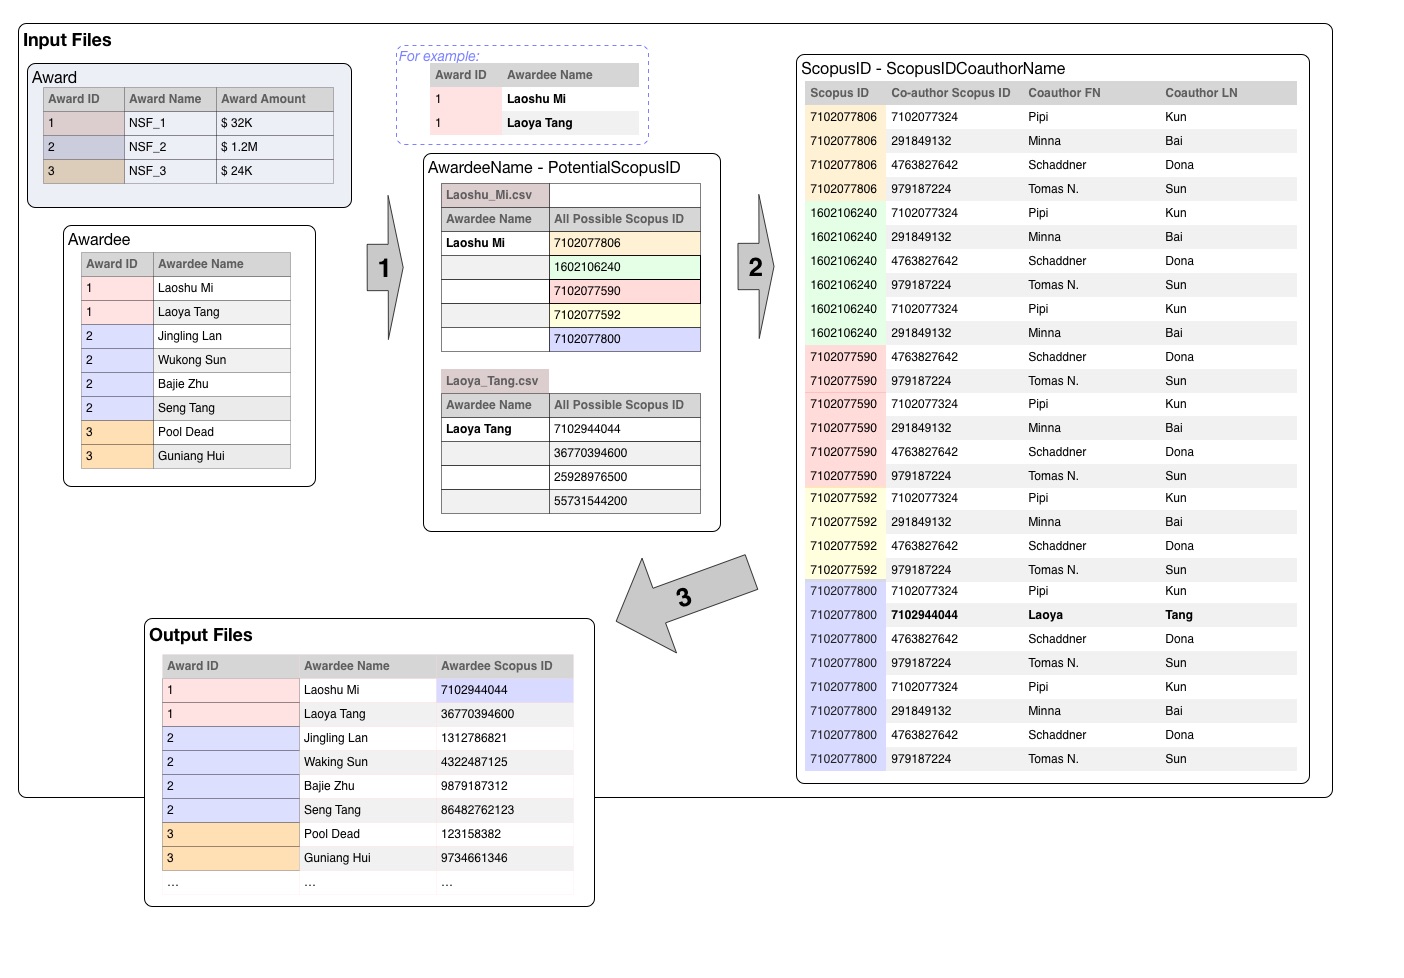 Input Files
Award
Award ID Award Name Award Amount
1 NSF_1 $ 32K
2 NSF_2 $ 1.2M
3 NSF_3 $ 24K
Awardee
Award ID Awardee Name
1 Laoshu Mi
1 Laoya Tang
2 Jingling Lan
2 Wukong Sun
2 Bajie Zhu
2 Seng Tang
3 Pool Dead
3 Guniang Hui
1
For example:
Award ID Awardee Name
1 Laoshu Mi
1 Laoya Tang
AwardeeName - PotentialScopusID
Laoshu_Mi.csv
Awardee Name All Possible Scopus ID
Laoshu Mi 7102077806
1602106240
7102077590
7102077592
7102077800
Laoya_Tang.csv
Awardee Name All Possible Scopus ID
Laoya Tang 7102944044
36770394600
25928976500
55731544200
2
ScopusID - ScopusIDCoauthorName
Scopus ID Co-author Scopus ID Coauthor FN Coauthor LN
7102077806 7102077324 Pipi Kun
7102077806 291849132 Minna Bai
7102077806 4763827642 Schaddner Dona
7102077806 979187224 Tomas N. Sun
1602106240 7102077324 Pipi Kun
1602106240 291849132 Minna Bai
1602106240 4763827642 Schaddner Dona
1602106240 979187224 Tomas N. Sun
1602106240 7102077324 Pipi Kun
1602106240 291849132 Minna Bai
7102077590 4763827642 Schaddner Dona
7102077590 979187224 Tomas N. Sun
7102077590 7102077324 Pipi Kun
7102077590 291849132 Minna Bai
7102077590 4763827642 Schaddner Dona
7102077590 979187224 Tomas N. Sun
7102077592 7102077324 Pipi Kun
7102077592 291849132 Minna Bai
7102077592 4763827642 Schaddner Dona
7102077592 979187224 Tomas N. Sun
7102077800 7102077324 Pipi Kun
7102077800 7102944044 Laoya Tang
7102077800 4763827642 Schaddner Dona
7102077800 979187224 Tomas N. Sun
7102077800 7102077324 Pipi Kun
7102077800 291849132 Minna Bai
7102077800 4763827642 Schaddner Dona
7102077800 979187224 Tomas N. Sun
3
Output Files
Award ID Awardee Name Awardee Scopus ID
1 Laoshu Mi 7102944044
1 Laoya Tang 36770394600
2 Jingling Lan 1312786821
2 Waking Sun 4322487125
2 Bajie Zhu 9879187312
2 Seng Tang 86482762123
3 Pool Dead 123158382
3 Guniang Hui 9734661346
... ... ...